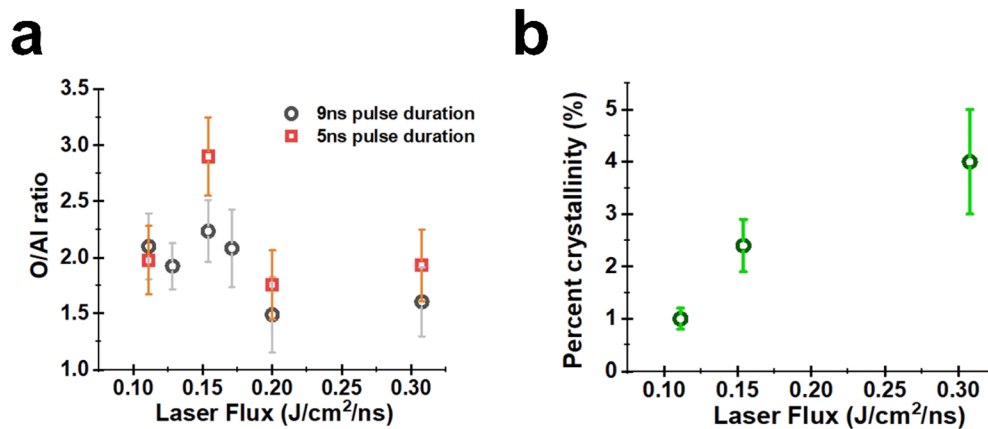 a
3.5
3.0
2.5
2.0
1.5
1.0
O/Al ratio
9ns pulse duration
5ns pulse duration
0.10 0.15 0.20 0.25 0.30
Laser Flux (J/cm²/ns)
b
5
4
3
2
1
0
Percent crystallinity (%)
0.10 0.15 0.20 0.25 0.30
Laser Flux (J/cm²/ns)